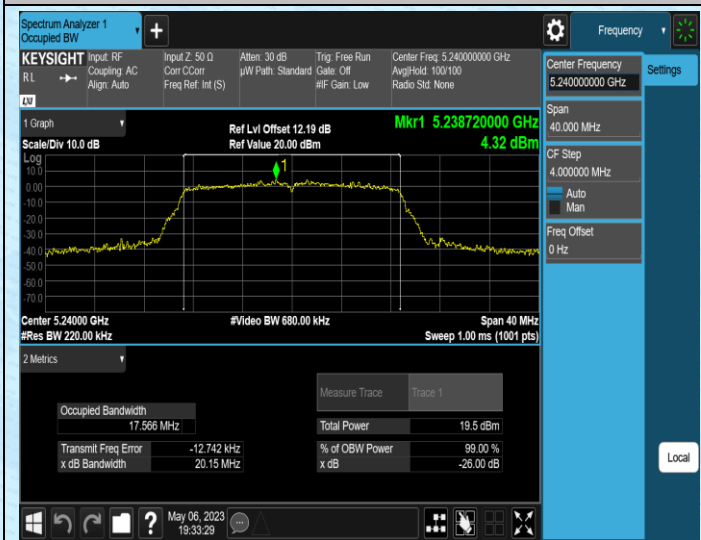 Spectrum Analyzer 1
Occupied BW
Frequency
KEYSIGHT
R L
LXI
Input: RF
Coupling: AC
Align: Auto
Input Z: 50 Ω
Corr CCorr
Freq Ref: Int (S)
Atten: 30 dB
µW Path: Standard
Trig: Free Run
Gate: Off
#IF Gain: Low
Center Freq: 5.240000000 GHz
Avg|Hold: 100/100
Radio Std: None
Center Frequency
5.240000000 GHz
Settings
Span
40.000 MHz
CF Step
4.000000 MHz
Auto
Man
Freq Offset
0 Hz
1 Graph
Scale/Div 10.0 dB
Ref Lvl Offset 12.19 dB
Ref Value 20.00 dBm
Mkr1 5.238720000 GHz
4.32 dBm
Log
10.0
0.00
-10.0
-20.0
-30.0
-40.0
-50.0
-60.0
-70.0
1
Center 5.24000 GHz
#Video BW 680.00 kHz
Span 40 MHz
#Res BW 220.00 kHz
Sweep 1.00 ms (1001 pts)
2 Metrics
Measure Trace
Trace 1
Occupied Bandwidth
17.566 MHz
Total Power
19.5 dBm
Transmit Freq Error
-12.742 kHz
% of OBW Power
99.00 %
x dB Bandwidth
20.15 MHz
x dB
-26.00 dB
Local
?
May 06, 2023
19:33:29